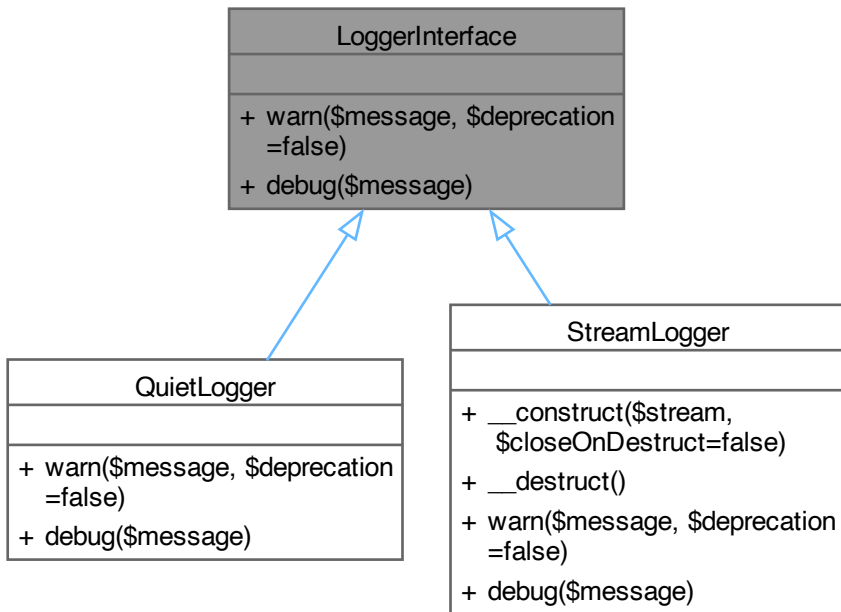 LoggerInterface
+ warn($message, $deprecation
=false)
+ debug($message)
QuietLogger
+ warn($message, $deprecation
=false)
+ debug($message)
StreamLogger
+ __construct($stream,
$closeOnDestruct=false)
+ __destruct()
+ warn($message, $deprecation
=false)
+ debug($message)